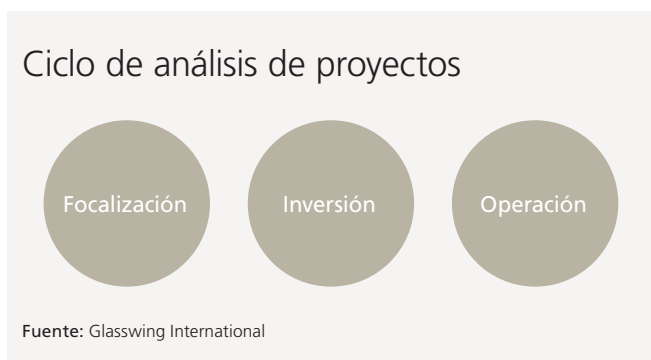 Ciclo de análisis de proyectos
Focalización
Inversión
Operación
Fuente: Glasswing International